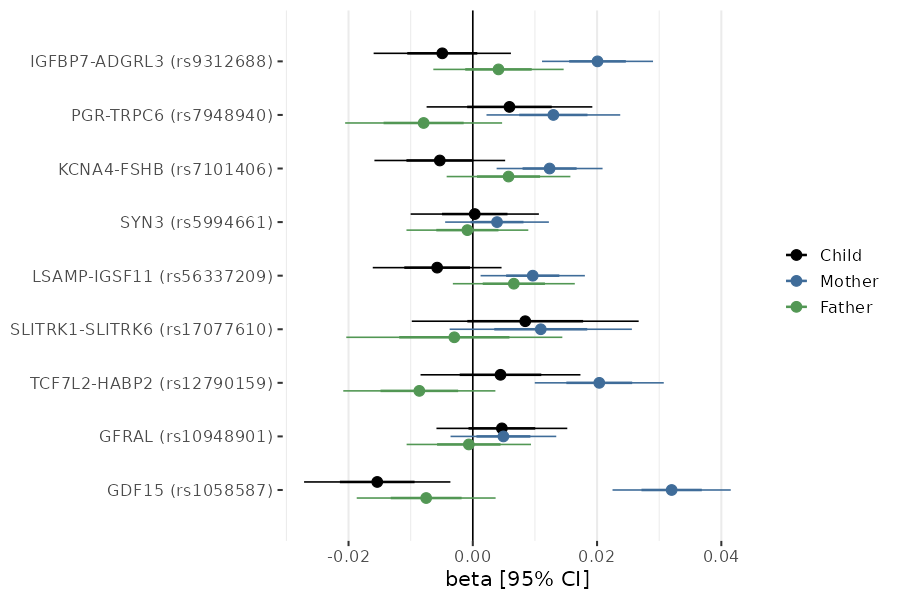 IGFBP7-ADGRL3 (rs9312688)
PGR-TRPC6 (rs7948940)
KCNA4-FSHB (rs7101406)
SYN3 (rs5994661)
LSAMP-IGSF11 (rs56337209)
SLITRK1-SLITRK6 (rs17077610)
TCF7L2-HABP2 (rs12790159)
GFRAL (rs10948901)
GDF15 (rs1058587)
-0.02 0.00 0.02 0.04
beta [95% CI]
Child
Mother
Father